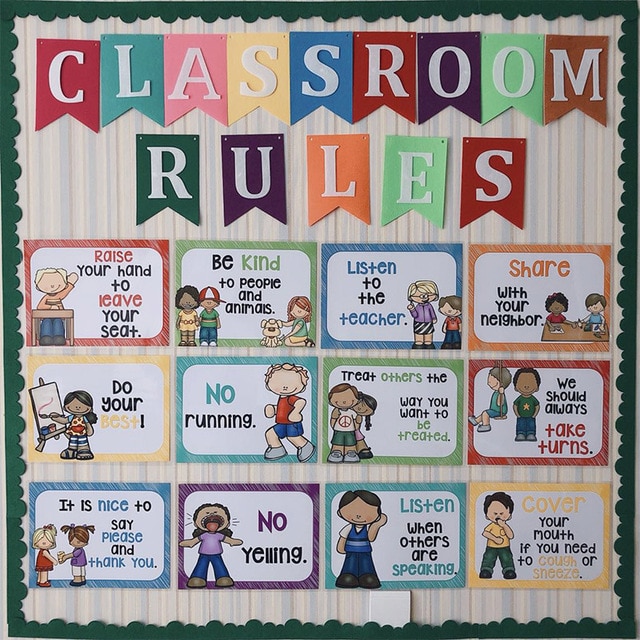 CLASSROOM
RULES
Raise
your hand
to
leave
your
seat.
Be Kind
to people
and
animals.
Listen
to
the
teacher.
Share
with
your
neighbor.
Do
your
Best!
No
running.
Treat others the
way you
want to
be
treated.
We
should
always
take
turns.
It is nice to
say
please
and
thank you.
No
Yelling.
Listen
when
others
are
speaking.
Cover
your
mouth
if you need
to cough or
sneeze.